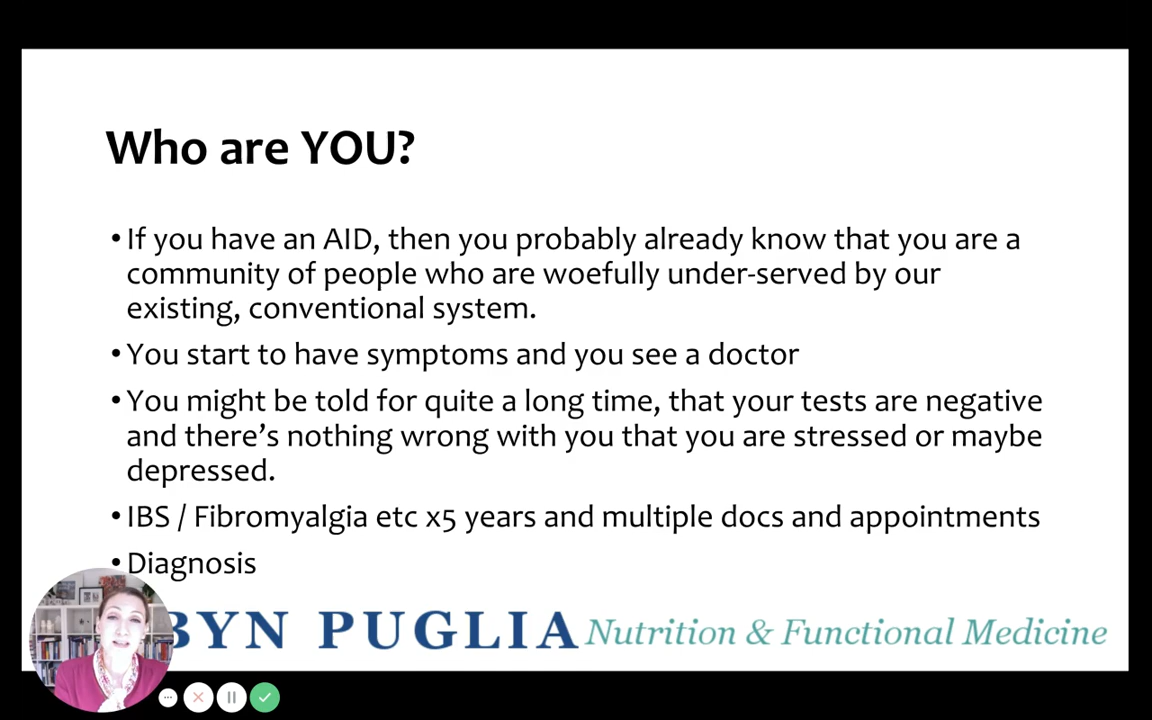 Who are YOU?
• If you have an AID, then you probably already know that you are a
community of people who are woefully under-served by our
existing, conventional system.
• You start to have symptoms and you see a doctor
• You might be told for quite a long time, that your tests are negative
and there's nothing wrong with you that you are stressed or maybe
depressed.
• IBS / Fibromyalgia etc x5 years and multiple docs and appointments
• Diagnosis
BYN PUGLIA Nutrition & Functional Medicine